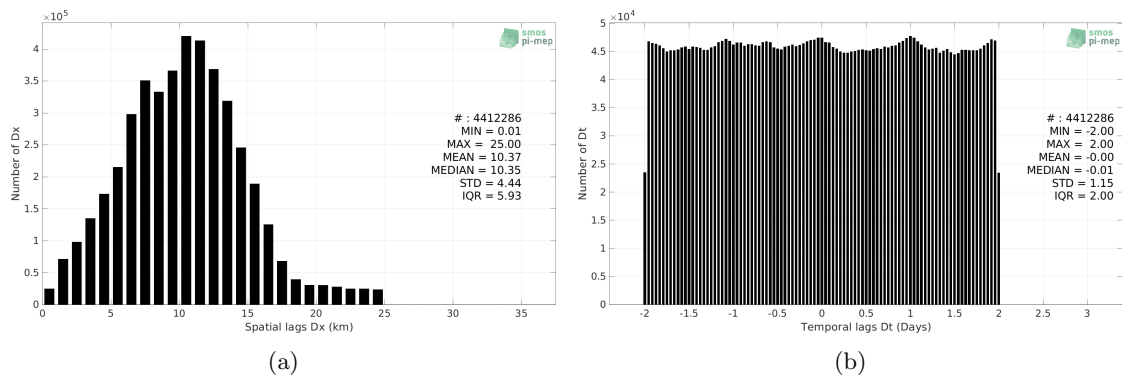 ×10⁵
4
3.5
3
2.5
2
1.5
1
0.5
0
0 5 10 15 20 25 30 35
Number of Dx
Spatial lags Dx (km)
smos
pi-mep
# : 4412286
MIN = 0.01
MAX = 25.00
MEAN = 10.37
MEDIAN = 10.35
STD = 4.44
IQR = 5.93
(a)
×10⁴
5
4.5
4
3.5
3
2.5
2
1.5
1
0.5
0
-2 -1.5 -1 -0.5 0 0.5 1 1.5 2 2.5 3
Number of Dt
Temporal lags Dt (Days)
smos
pi-mep
# : 4412286
MIN = -2.00
MAX = 2.00
MEAN = -0.00
MEDIAN = -0.01
STD = 1.15
IQR = 2.00
(b)